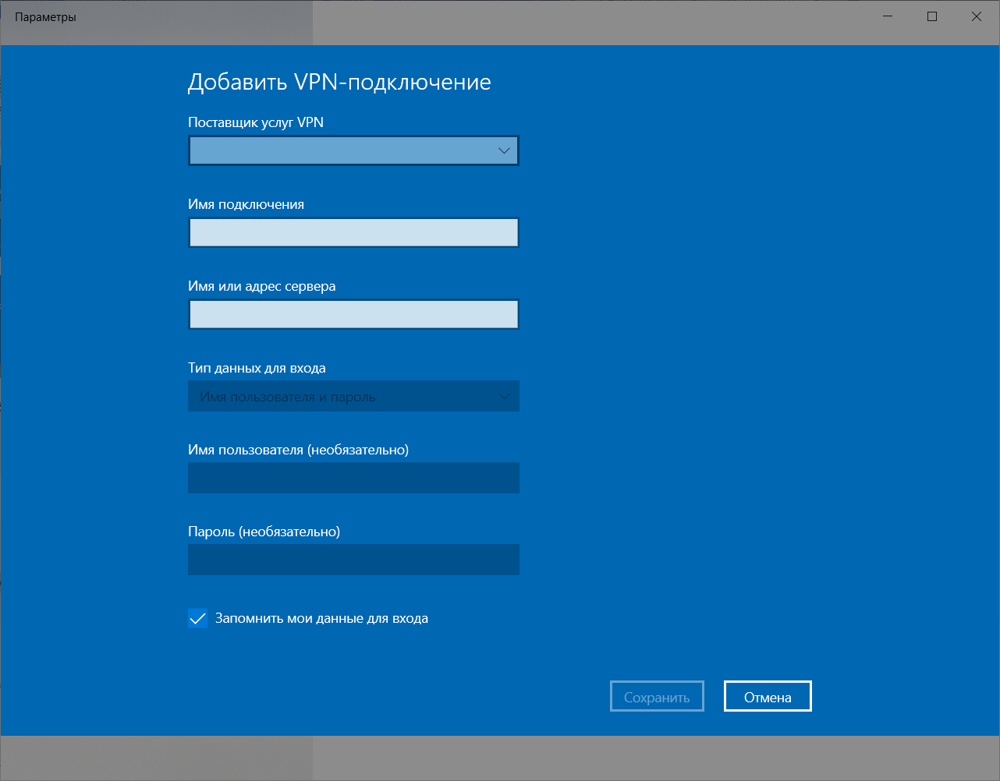 Параметры
Добавить VPN-подключение
Поставщик услуг VPN
Имя подключения
Имя или адрес сервера
Тип данных для входа
Имя пользователя и пароль
Имя пользователя (необязательно)
Пароль (необязательно)
Запомнить мои данные для входа
Сохранить
Отмена